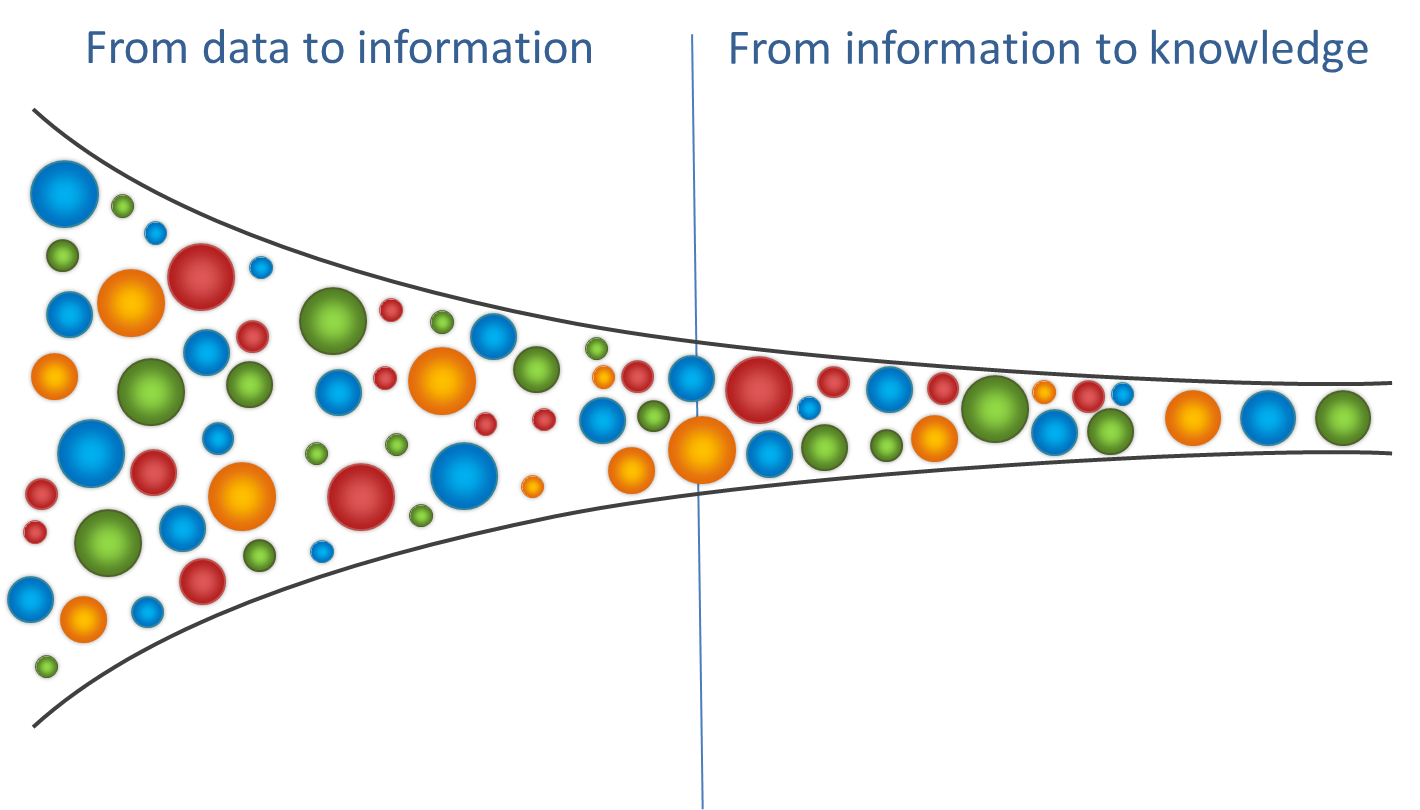 From data to information
From information to knowledge